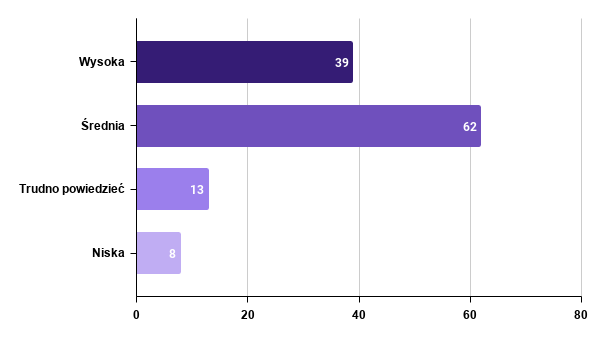 Wysoka 39
Średnia 62
Trudno powiedzieć 13
Niska 8
0 20 40 60 80